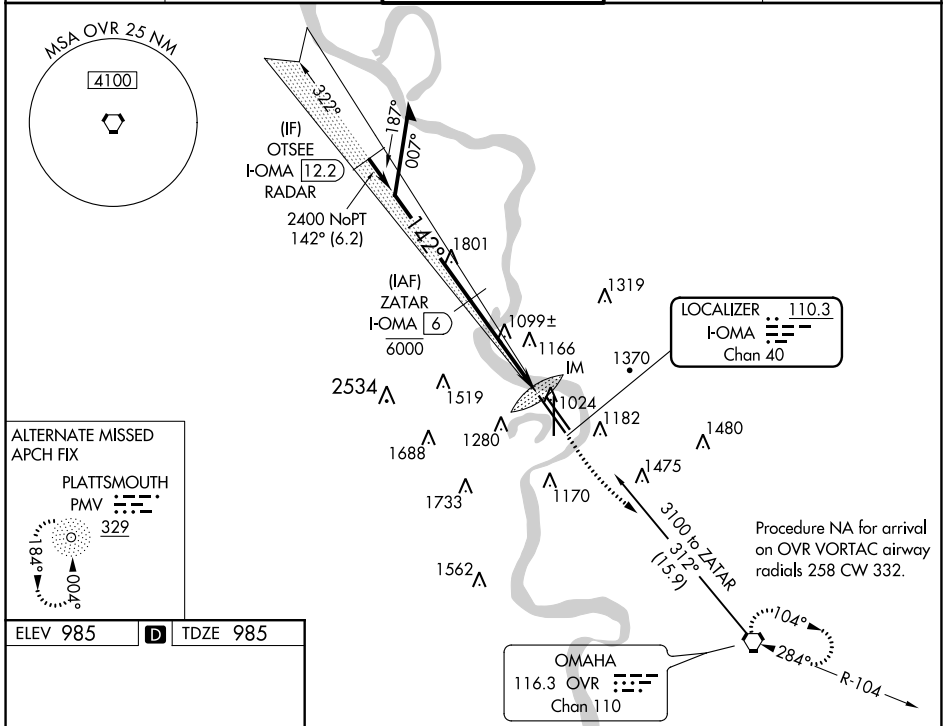 MSA OVR 25 NM
4100
322°
187°
007°
(IF)
OTSEE
I-OMA 12.2
RADAR
2400 NoPT
142° (6.2)
142°
1801
(IAF)
ZATAR
I-OMA 6
6000
1319
1099±
1166
LOCALIZER 110.3
I-OMA
Chan 40
IM
1370
2534
1519
1024
1182
1280
1480
1688
1475
1733
1170
1562
ALTERNATE MISSED
APCH FIX
PLATTSMOUTH
PMV
329
184°
004°
3100 to ZATAR
312°
(15.9)
Procedure NA for arrival
on OVR VORTAC airway
radials 258 CW 332.
104°
284°
R-104
OMAHA
116.3 OVR
Chan 110
ELEV 985 D TDZE 985